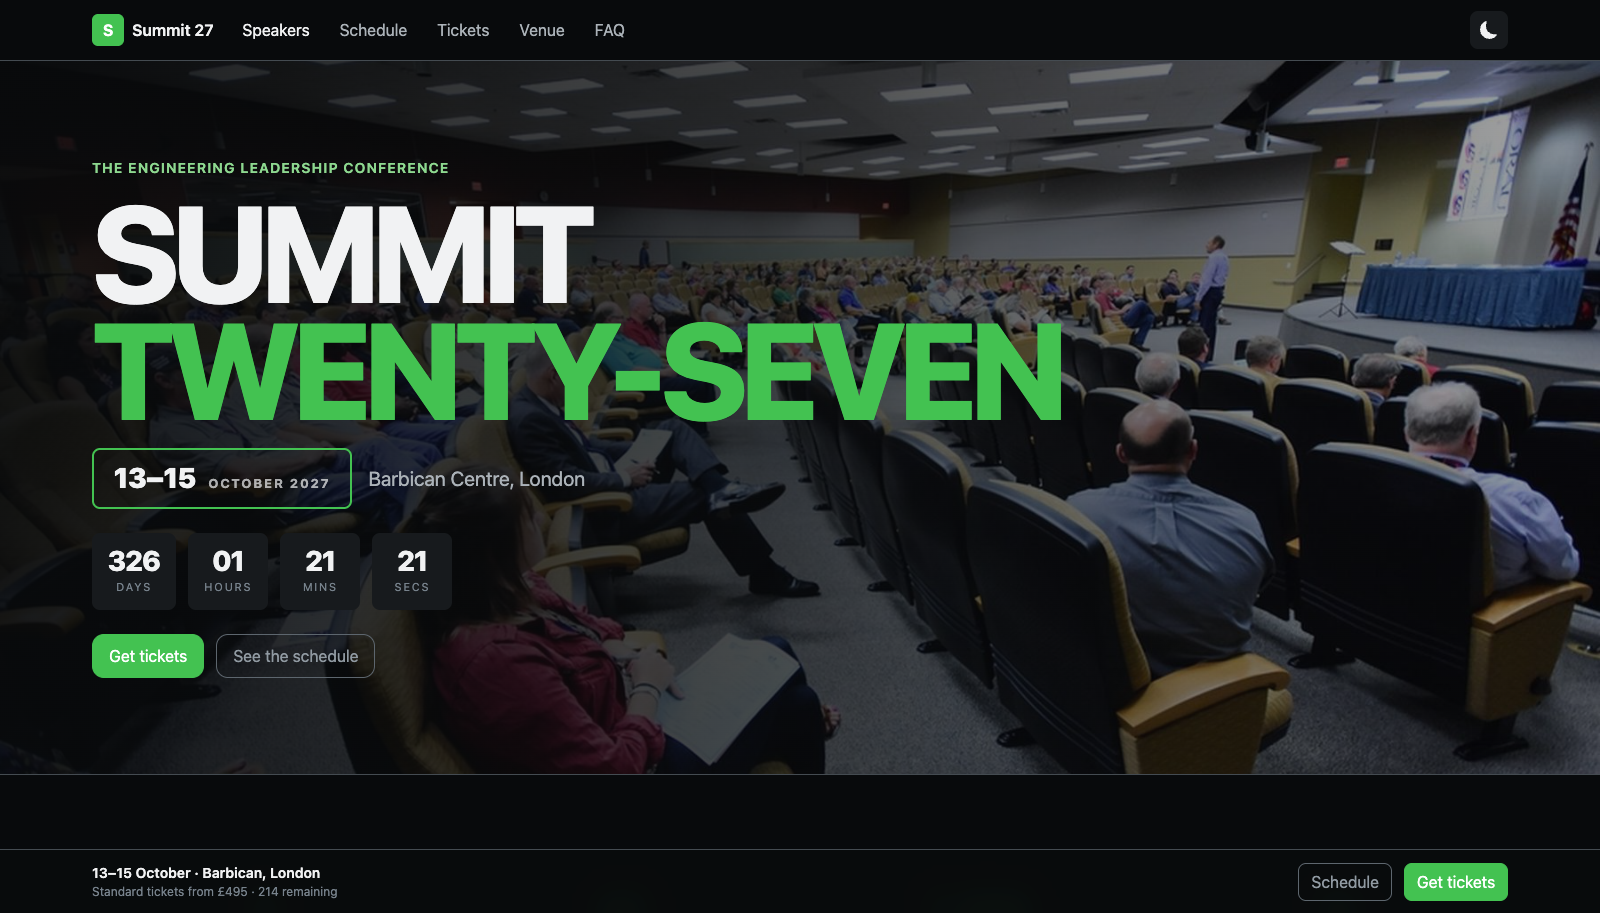 S Summit 27 Speakers Schedule Tickets Venue FAQ
THE ENGINEERING LEADERSHIP CONFERENCE
SUMMIT
TWENTY-SEVEN
13–15 OCTOBER 2027 Barbican Centre, London
326 01 21 21
DAYS HOURS MINS SECS
Get tickets See the schedule
13–15 October · Barbican, London
Standard tickets from £495 · 214 remaining
Schedule Get tickets